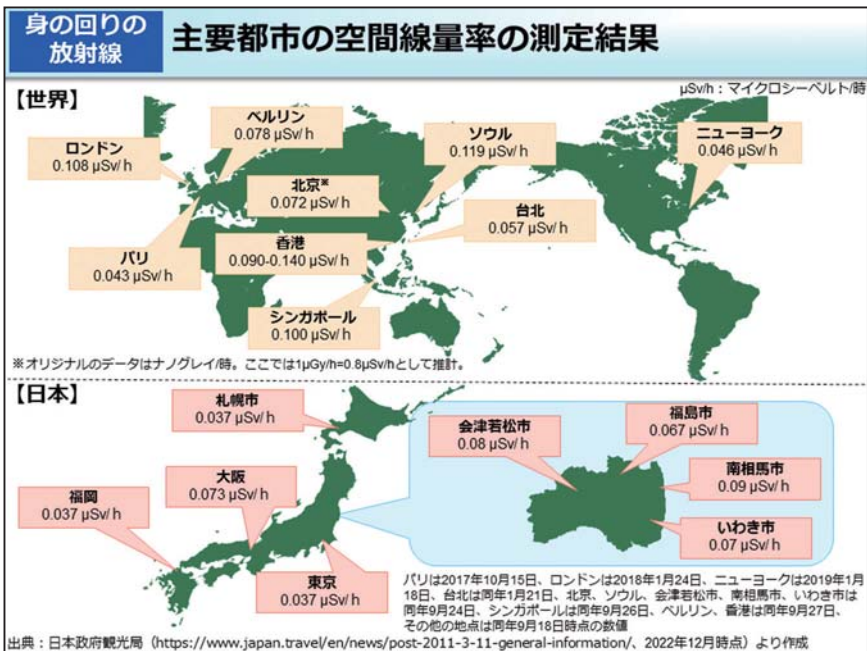 身の回りの
放射線
主要都市の空間線量率の測定結果
【世界】
μSv/h：マイクロシーベルト/時
ベルリン
0.078 μSv/h
ロンドン
0.108 μSv/h
ソウル
0.119 μSv/h
ニューヨーク
0.046 μSv/h
北京※
0.072 μSv/h
台北
0.057 μSv/h
香港
0.090-0.140 μSv/h
パリ
0.043 μSv/h
シンガポール
0.100 μSv/h
※オリジナルのデータはナノグレイ/時。ここでは1μGy/h=0.8μSv/hとして推計。
【日本】
札幌市
0.037 μSv/h
会津若松市
0.08 μSv/h
福島市
0.067 μSv/h
大阪
0.073 μSv/h
南相馬市
0.09 μSv/h
福岡
0.037 μSv/h
いわき市
0.07 μSv/h
東京
0.037 μSv/h
パリは2017年10月15日、ロンドンは2018年1月24日、ニューヨークは2019年1月
18日、台北は同年1月21日、北京、ソウル、会津若松市、南相馬市、いわき市は
同年9月24日、シンガポールは同年9月26日、ベルリン、香港は同年9月27日、
その他の地点は同年9月18日時点の数値
出典：日本政府観光局（https://www.japan.travel/en/news/post-2011-3-11-general-information/、2022年12月時点）より作成